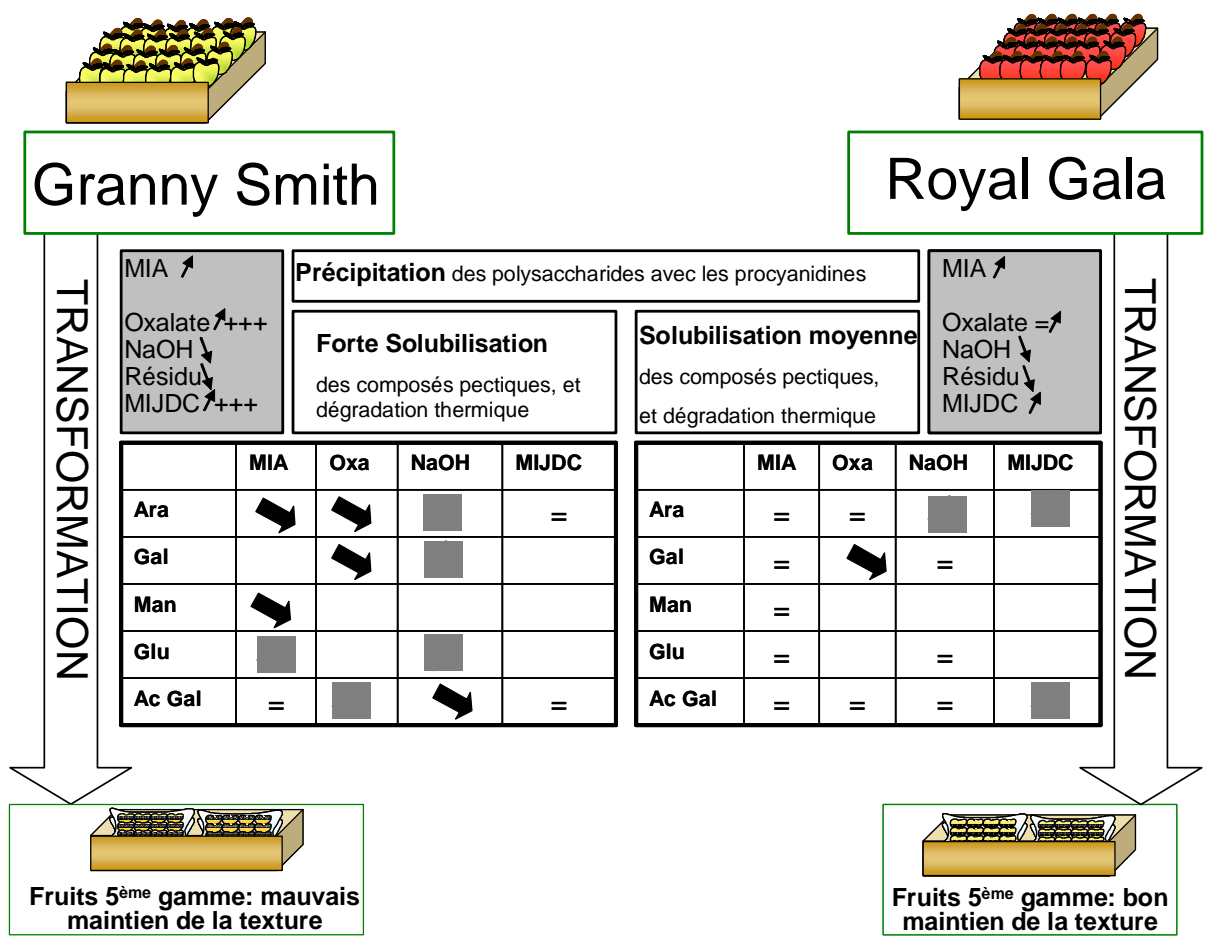 Granny Smith
Royal Gala
TRANSFORMATION
MIA
Oxalate +++
NaOH
Résidu
MIJDC +++
Précipitation des polysaccharides avec les procyanidines
Forte Solubilisation
des composés pectiques, et
dégradation thermique
Solubilisation moyenne
des composés pectiques,
et dégradation thermique
MIA
Oxalate =
NaOH
Résidu
MIJDC
TRANSFORMATION
MIA Oxa NaOH MIJDC
Ara =
Gal
Man
Glu
Ac Gal = =
MIA Oxa NaOH MIJDC
Ara = =
Gal = =
Man =
Glu = =
Ac Gal = = =
Fruits 5ème gamme: mauvais
maintien de la texture
Fruits 5ème gamme: bon
maintien de la texture